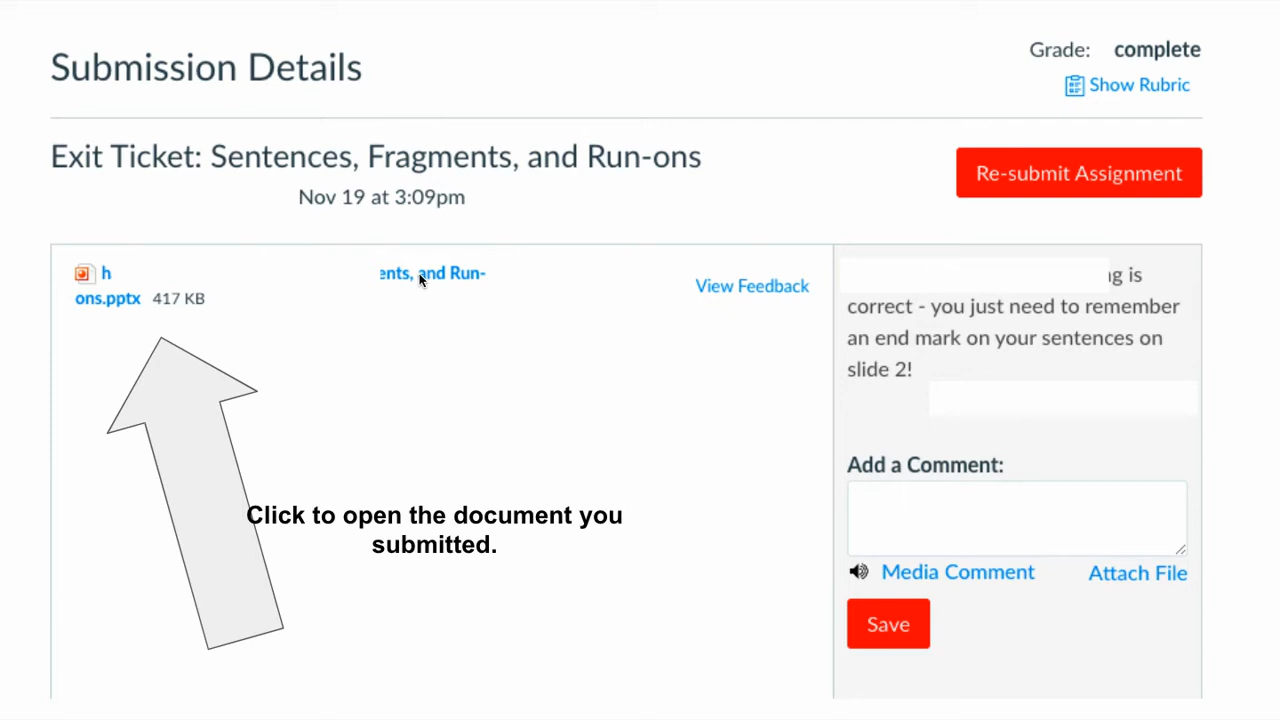 Submission Details
Grade: complete
Show Rubric
Exit Ticket: Sentences, Fragments, and Run-ons
Nov 19 at 3:09pm
Re-submit Assignment
h ents, and Run-
ons.pptx 417 KB
View Feedback
g is
correct - you just need to remember
an end mark on your sentences on
slide 2!
Click to open the document you
submitted.
Add a Comment:
Media Comment
Attach File
Save